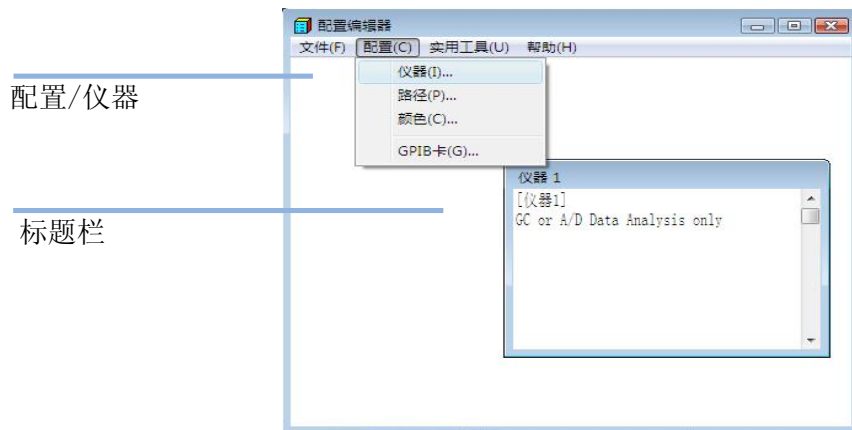 配置编辑器
文件(F) 配置(C) 实用工具(U) 帮助(H)
仪器(I)...
路径(P)...
颜色(C)...
GPIB卡(G)...
配置/仪器
仪器 1
[仪器1]
GC or A/D Data Analysis only
标题栏